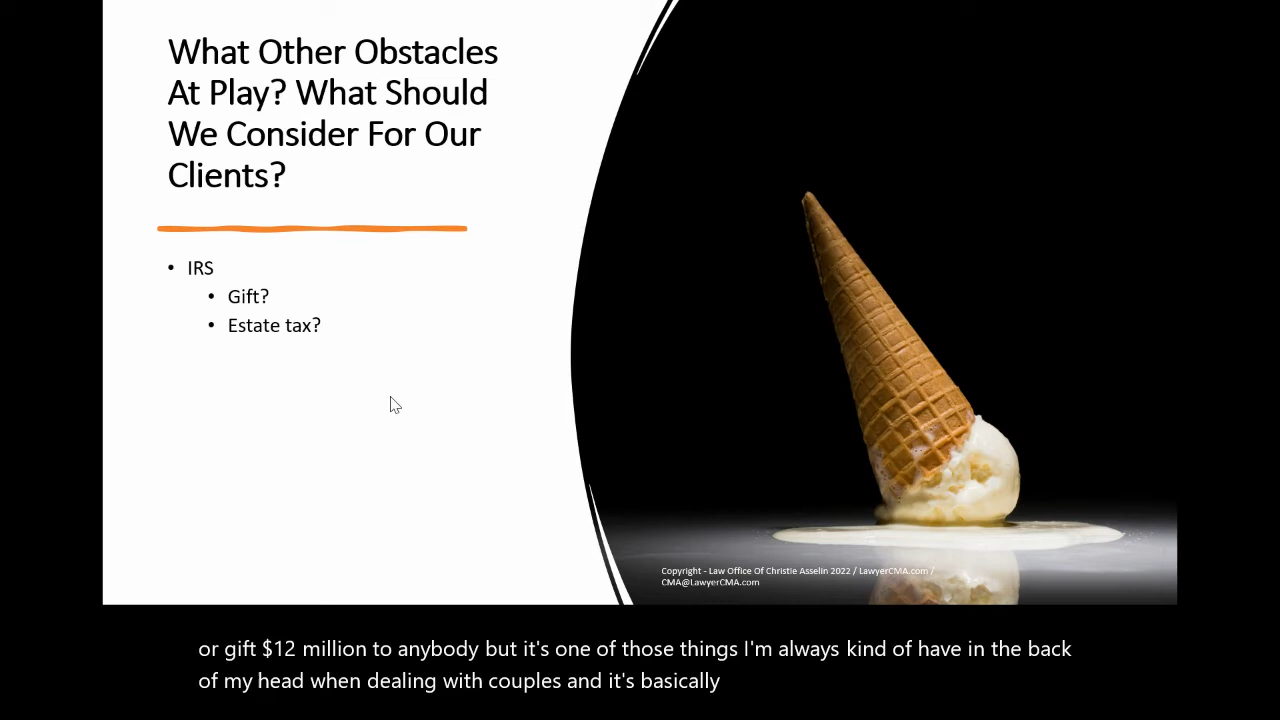 What Other Obstacles
At Play? What Should
We Consider For Our
Clients?
• IRS
• Gift?
• Estate tax?
Copyright - Law Office Of Christie Asselin 2022 / LawyerCMA.com /
CMA@LawyerCMA.com
or gift $12 million to anybody but it's one of those things I'm always kind of have in the back
of my head when dealing with couples and it's basically